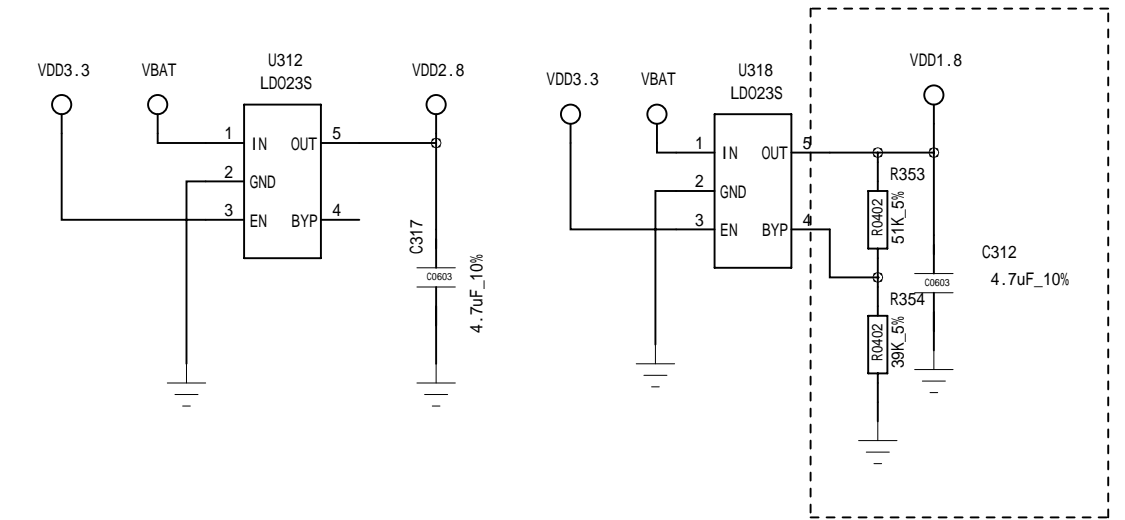 VDD3.3
VBAT
U312
LDO23S
VDD2.8
1
IN
OUT
5
2
GND
3
EN
BYP
4
C317
C0603
4.7uF_10%
VDD3.3
VBAT
U318
LDO23S
VDD1.8
1
IN
OUT
5
2
GND
3
EN
BYP
4
R353
R0402
51K_5%
R354
R0402
39K_5%
C312
C0603
4.7uF_10%